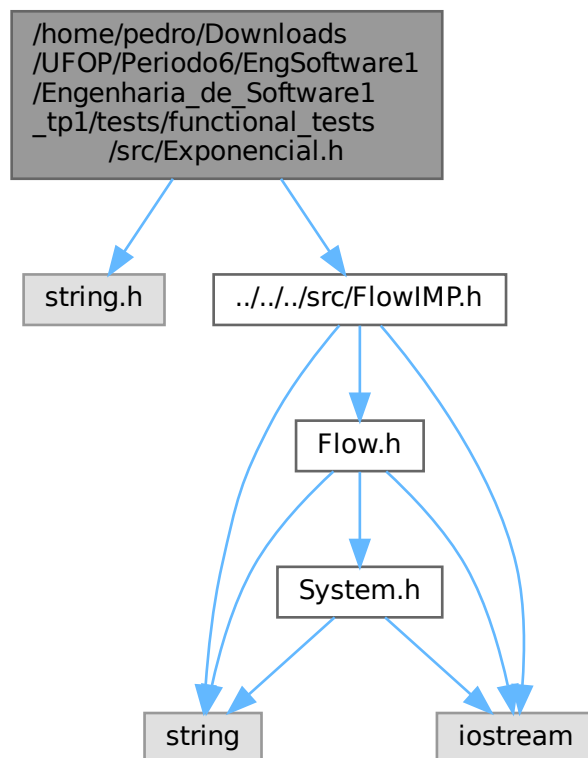 /home/pedro/Downloads
/UFOP/Periodo6/EngSoftware1
/Engenharia_de_Software1
_tp1/tests/functional_tests
/src/Exponencial.h
string.h
../../../src/FlowIMP.h
Flow.h
System.h
string
iostream